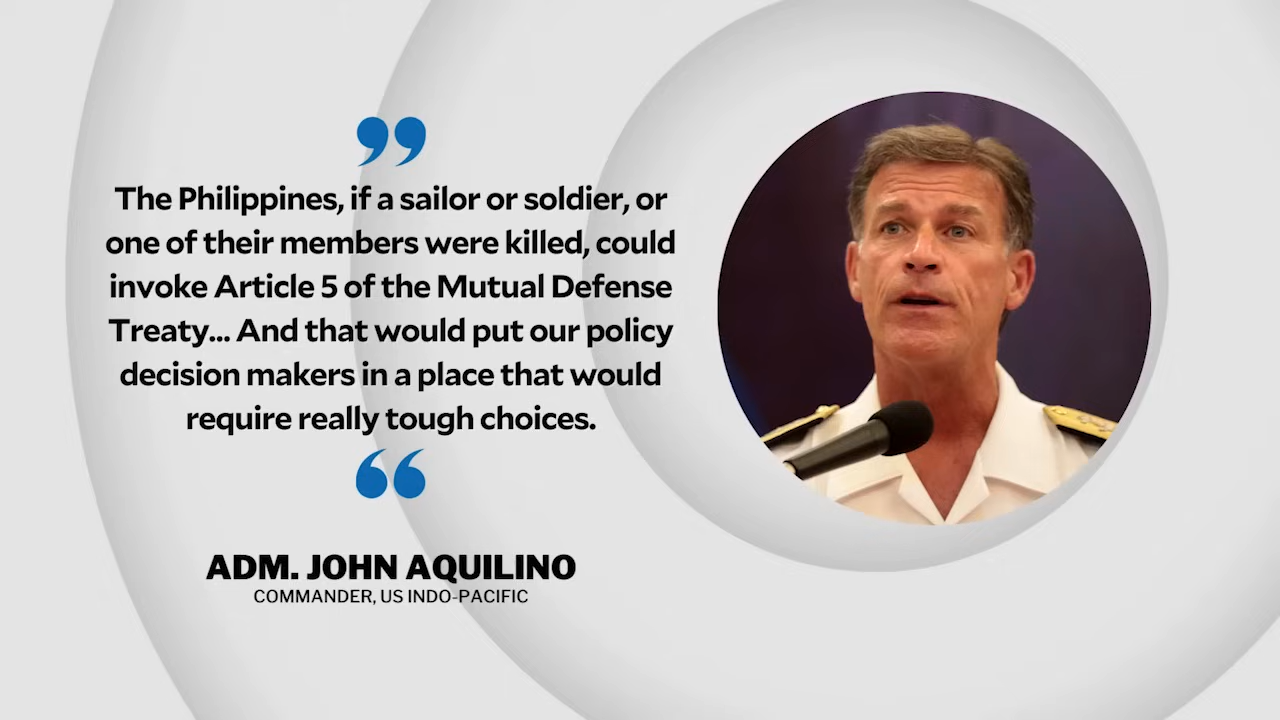 ”
The Philippines, if a sailor or soldier, or
one of their members were killed, could
invoke Article 5 of the Mutual Defense
Treaty... And that would put our policy
decision makers in a place that would
require really tough choices.
“
ADM. JOHN AQUILINO
COMMANDER, US INDO-PACIFIC